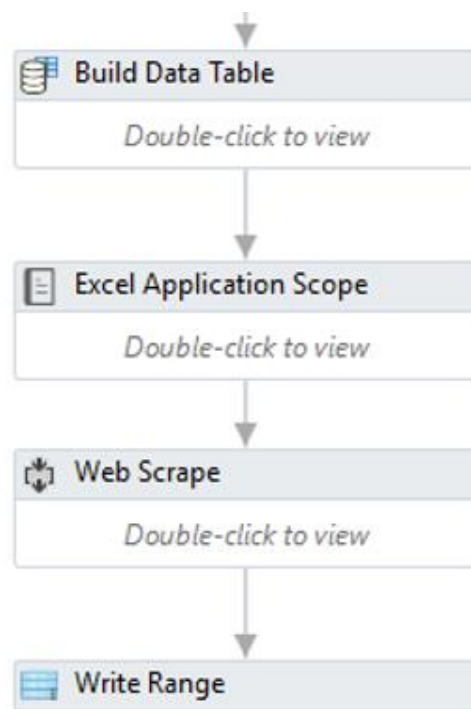 Build Data Table
Double-click to view
Excel Application Scope
Double-click to view
Web Scrape
Double-click to view
Write Range